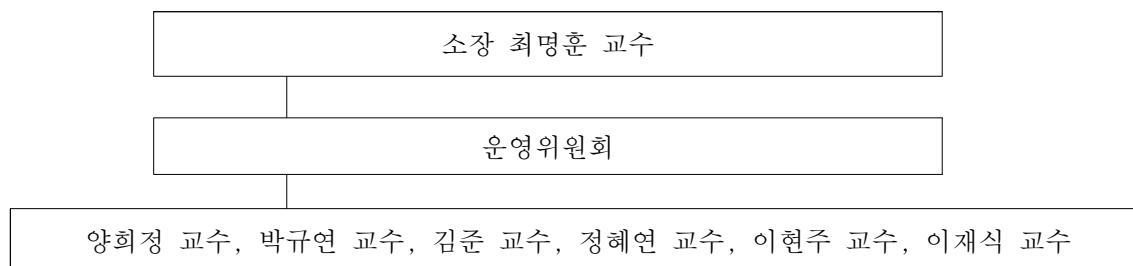 소장 최명훈 교수
운영위원회
양희정 교수, 박규연 교수, 김준 교수, 정혜연 교수, 이현주 교수, 이재식 교수